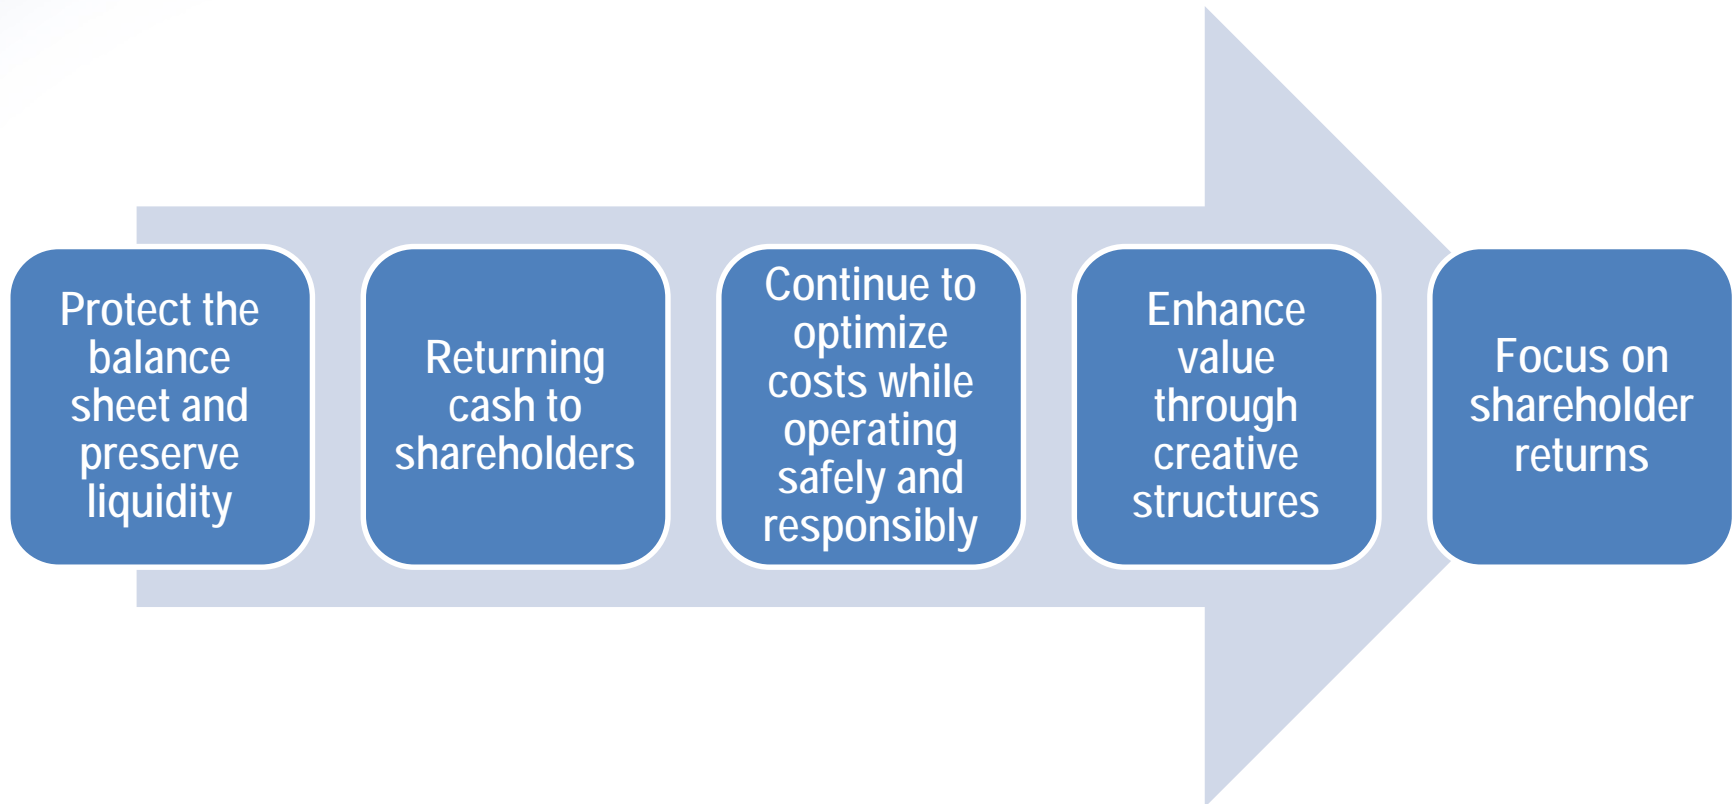 Protect the
balance
sheet and
preserve
liquidity
Returning
cash to
shareholders
Continue to
optimize
costs while
operating
safely and
responsibly
Enhance
value
through
creative
structures
Focus on
shareholder
returns